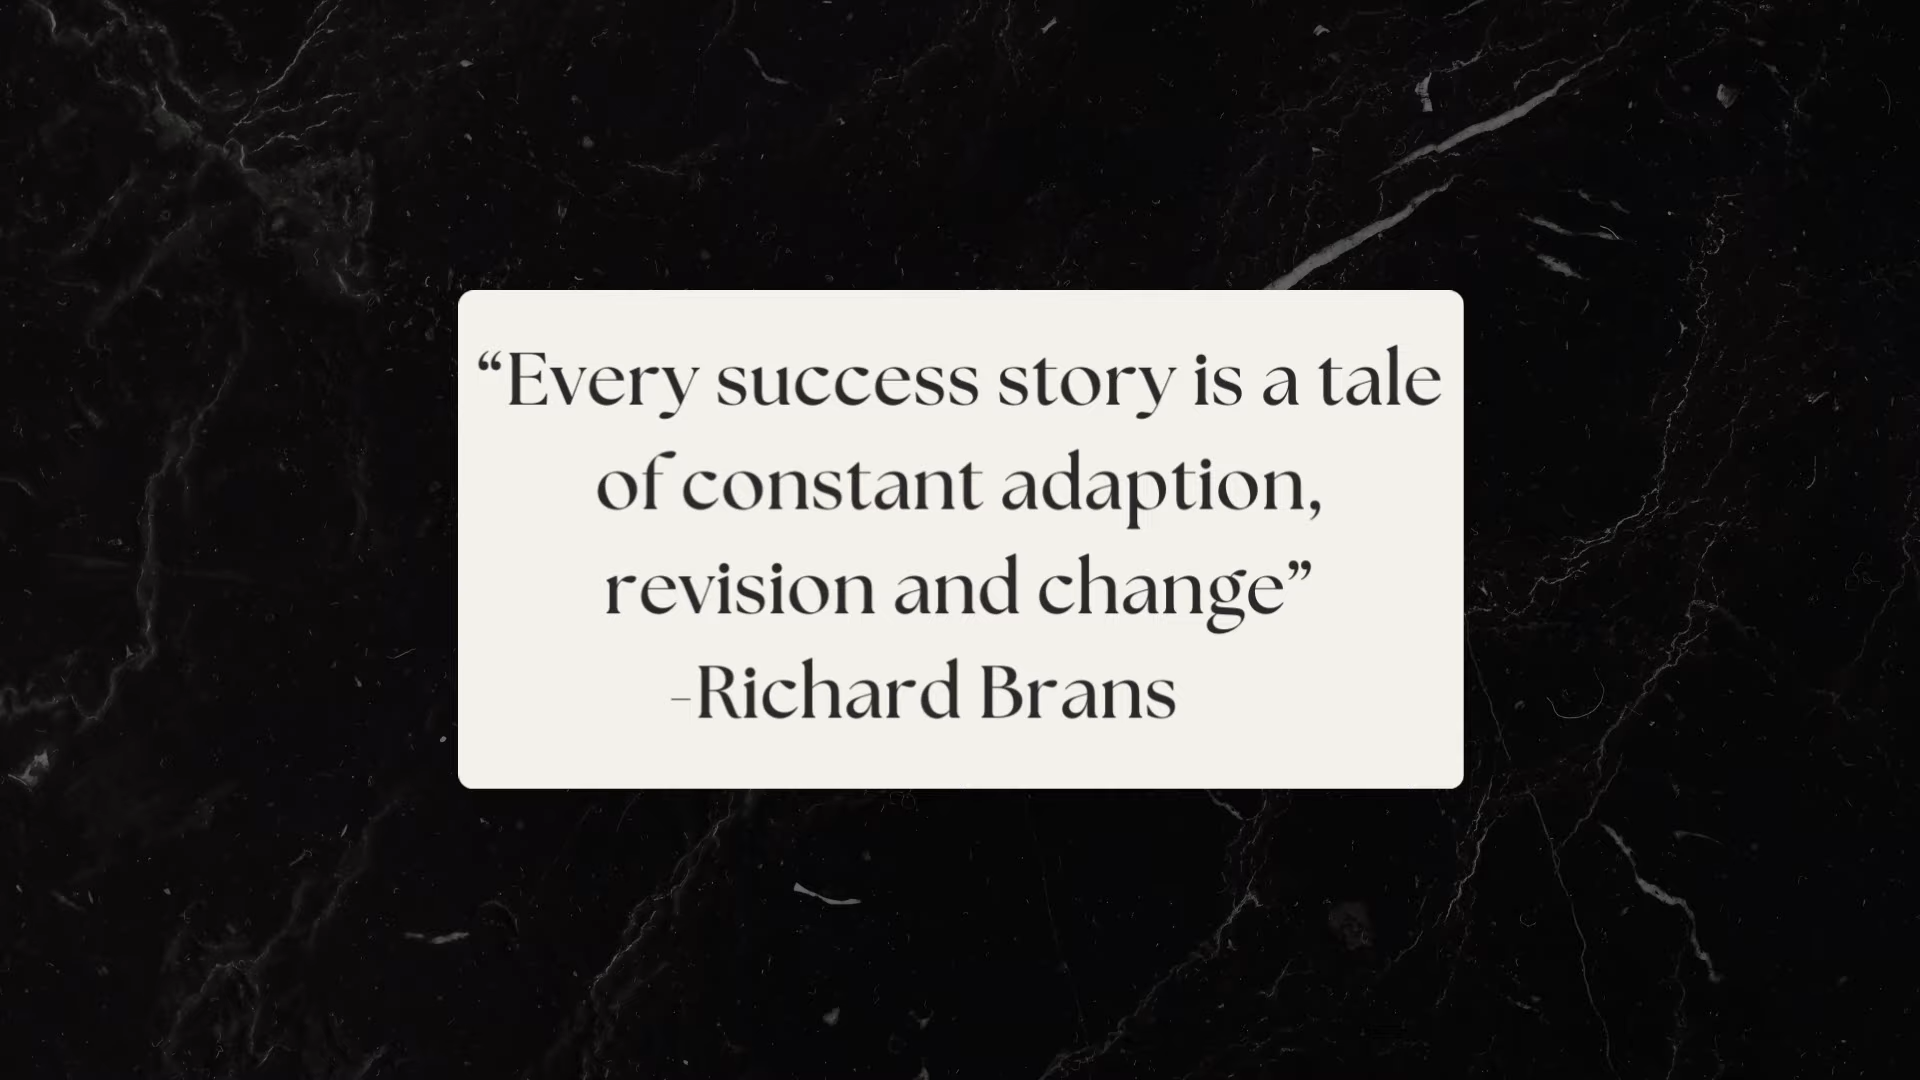 “Every success story is a tale
of constant adaption,
revision and change”
-Richard Brans